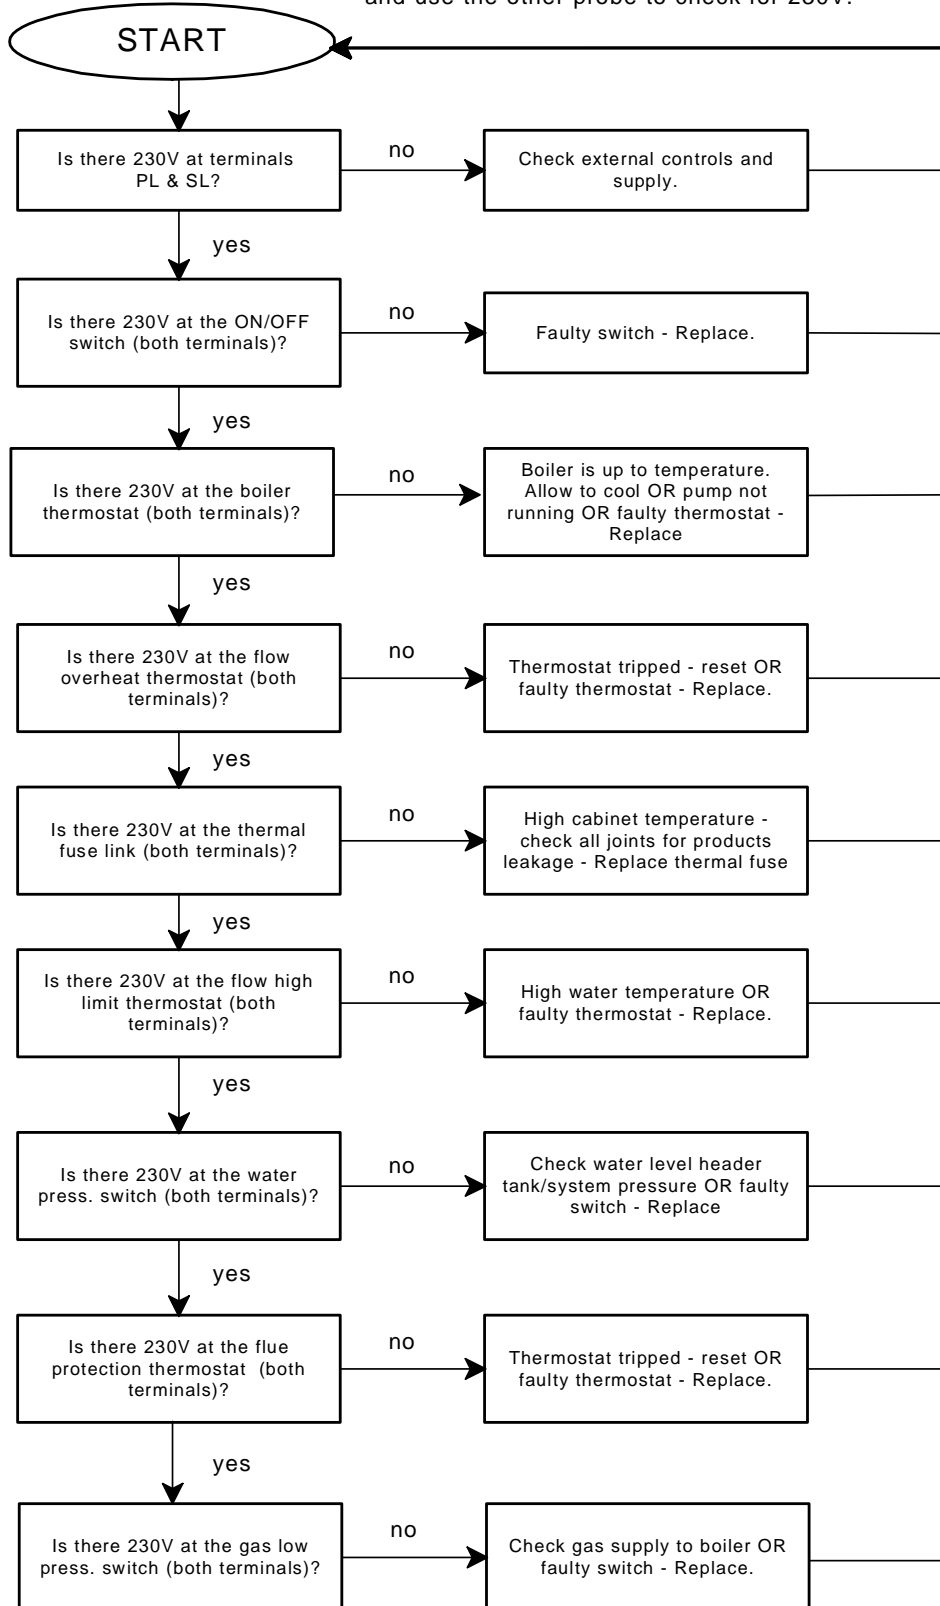 and use the other probe to check for 230V.
START
Is there 230V at terminals
PL & SL?
no
Check external controls and
supply.
yes
Is there 230V at the ON/OFF
switch (both terminals)?
no
Faulty switch - Replace.
yes
Is there 230V at the boiler
thermostat (both terminals)?
no
Boiler is up to temperature.
Allow to cool OR pump not
running OR faulty thermostat -
Replace
yes
Is there 230V at the flow
overheat thermostat (both
terminals)?
no
Thermostat tripped - reset OR
faulty thermostat - Replace.
yes
Is there 230V at the thermal
fuse link (both terminals)?
no
High cabinet temperature -
check all joints for products
leakage - Replace thermal fuse
yes
Is there 230V at the flow high
limit thermostat (both
terminals)?
no
High water temperature OR
faulty thermostat - Replace.
yes
Is there 230V at the water
press. switch (both terminals)?
no
Check water level header
tank/system pressure OR faulty
switch - Replace
yes
Is there 230V at the flue
protection thermostat (both
terminals)?
no
Thermostat tripped - reset OR
faulty thermostat - Replace.
yes
Is there 230V at the gas low
press. switch (both terminals)?
no
Check gas supply to boiler OR
faulty switch - Replace.